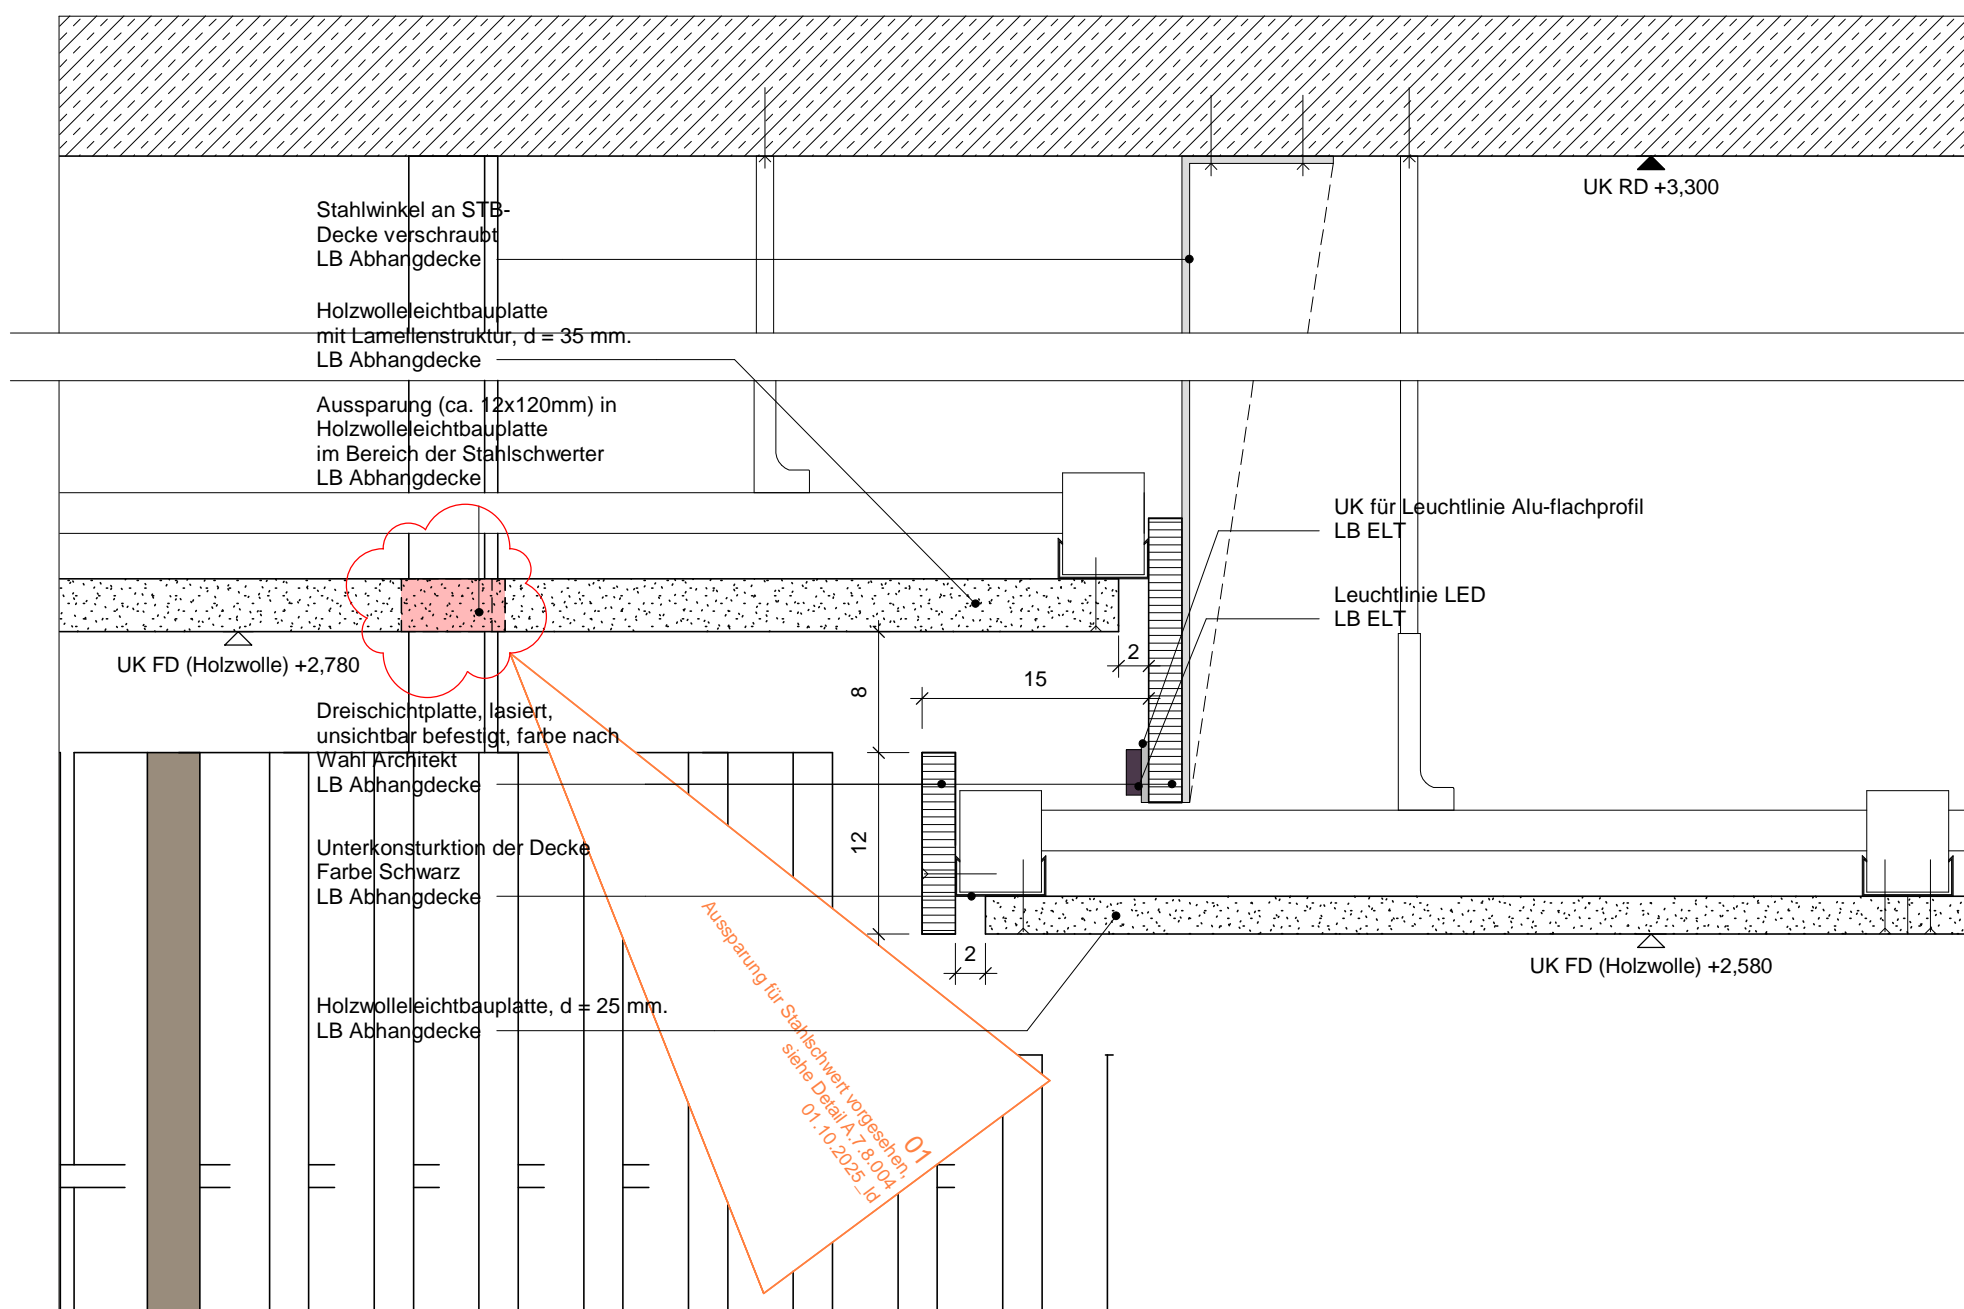 Stahlwinkel an STB-
Decke verschraubt
LB Abhangdecke
Holzwolleleichtbauplatte
mit Lamellenstruktur, d = 35 mm.
LB Abhangdecke
Aussparung (ca. 12x120mm) in
Holzwolleleichtbauplatte
im Bereich der Stahlschwerter
LB Abhangdecke
UK FD (Holzwolle) +2,780
Dreischichtplatte, lasiert,
unsichtbar befestigt, farbe nach
Wahl Architekt
LB Abhangdecke
Unterkonsturktion der Decke
Farbe Schwarz
LB Abhangdecke
Holzwolleleichtbauplatte, d = 25 mm.
LB Abhangdecke
UK RD +3,300
UK für Leuchtlinie Alu-flachprofil
LB ELT
Leuchtlinie LED
LB ELT
2
15
8
12
2
UK FD (Holzwolle) +2,580
01
Aussparung für Stahlschwert vorgesehen,
siehe Detail A.7.8.004
01.10.2025_ld